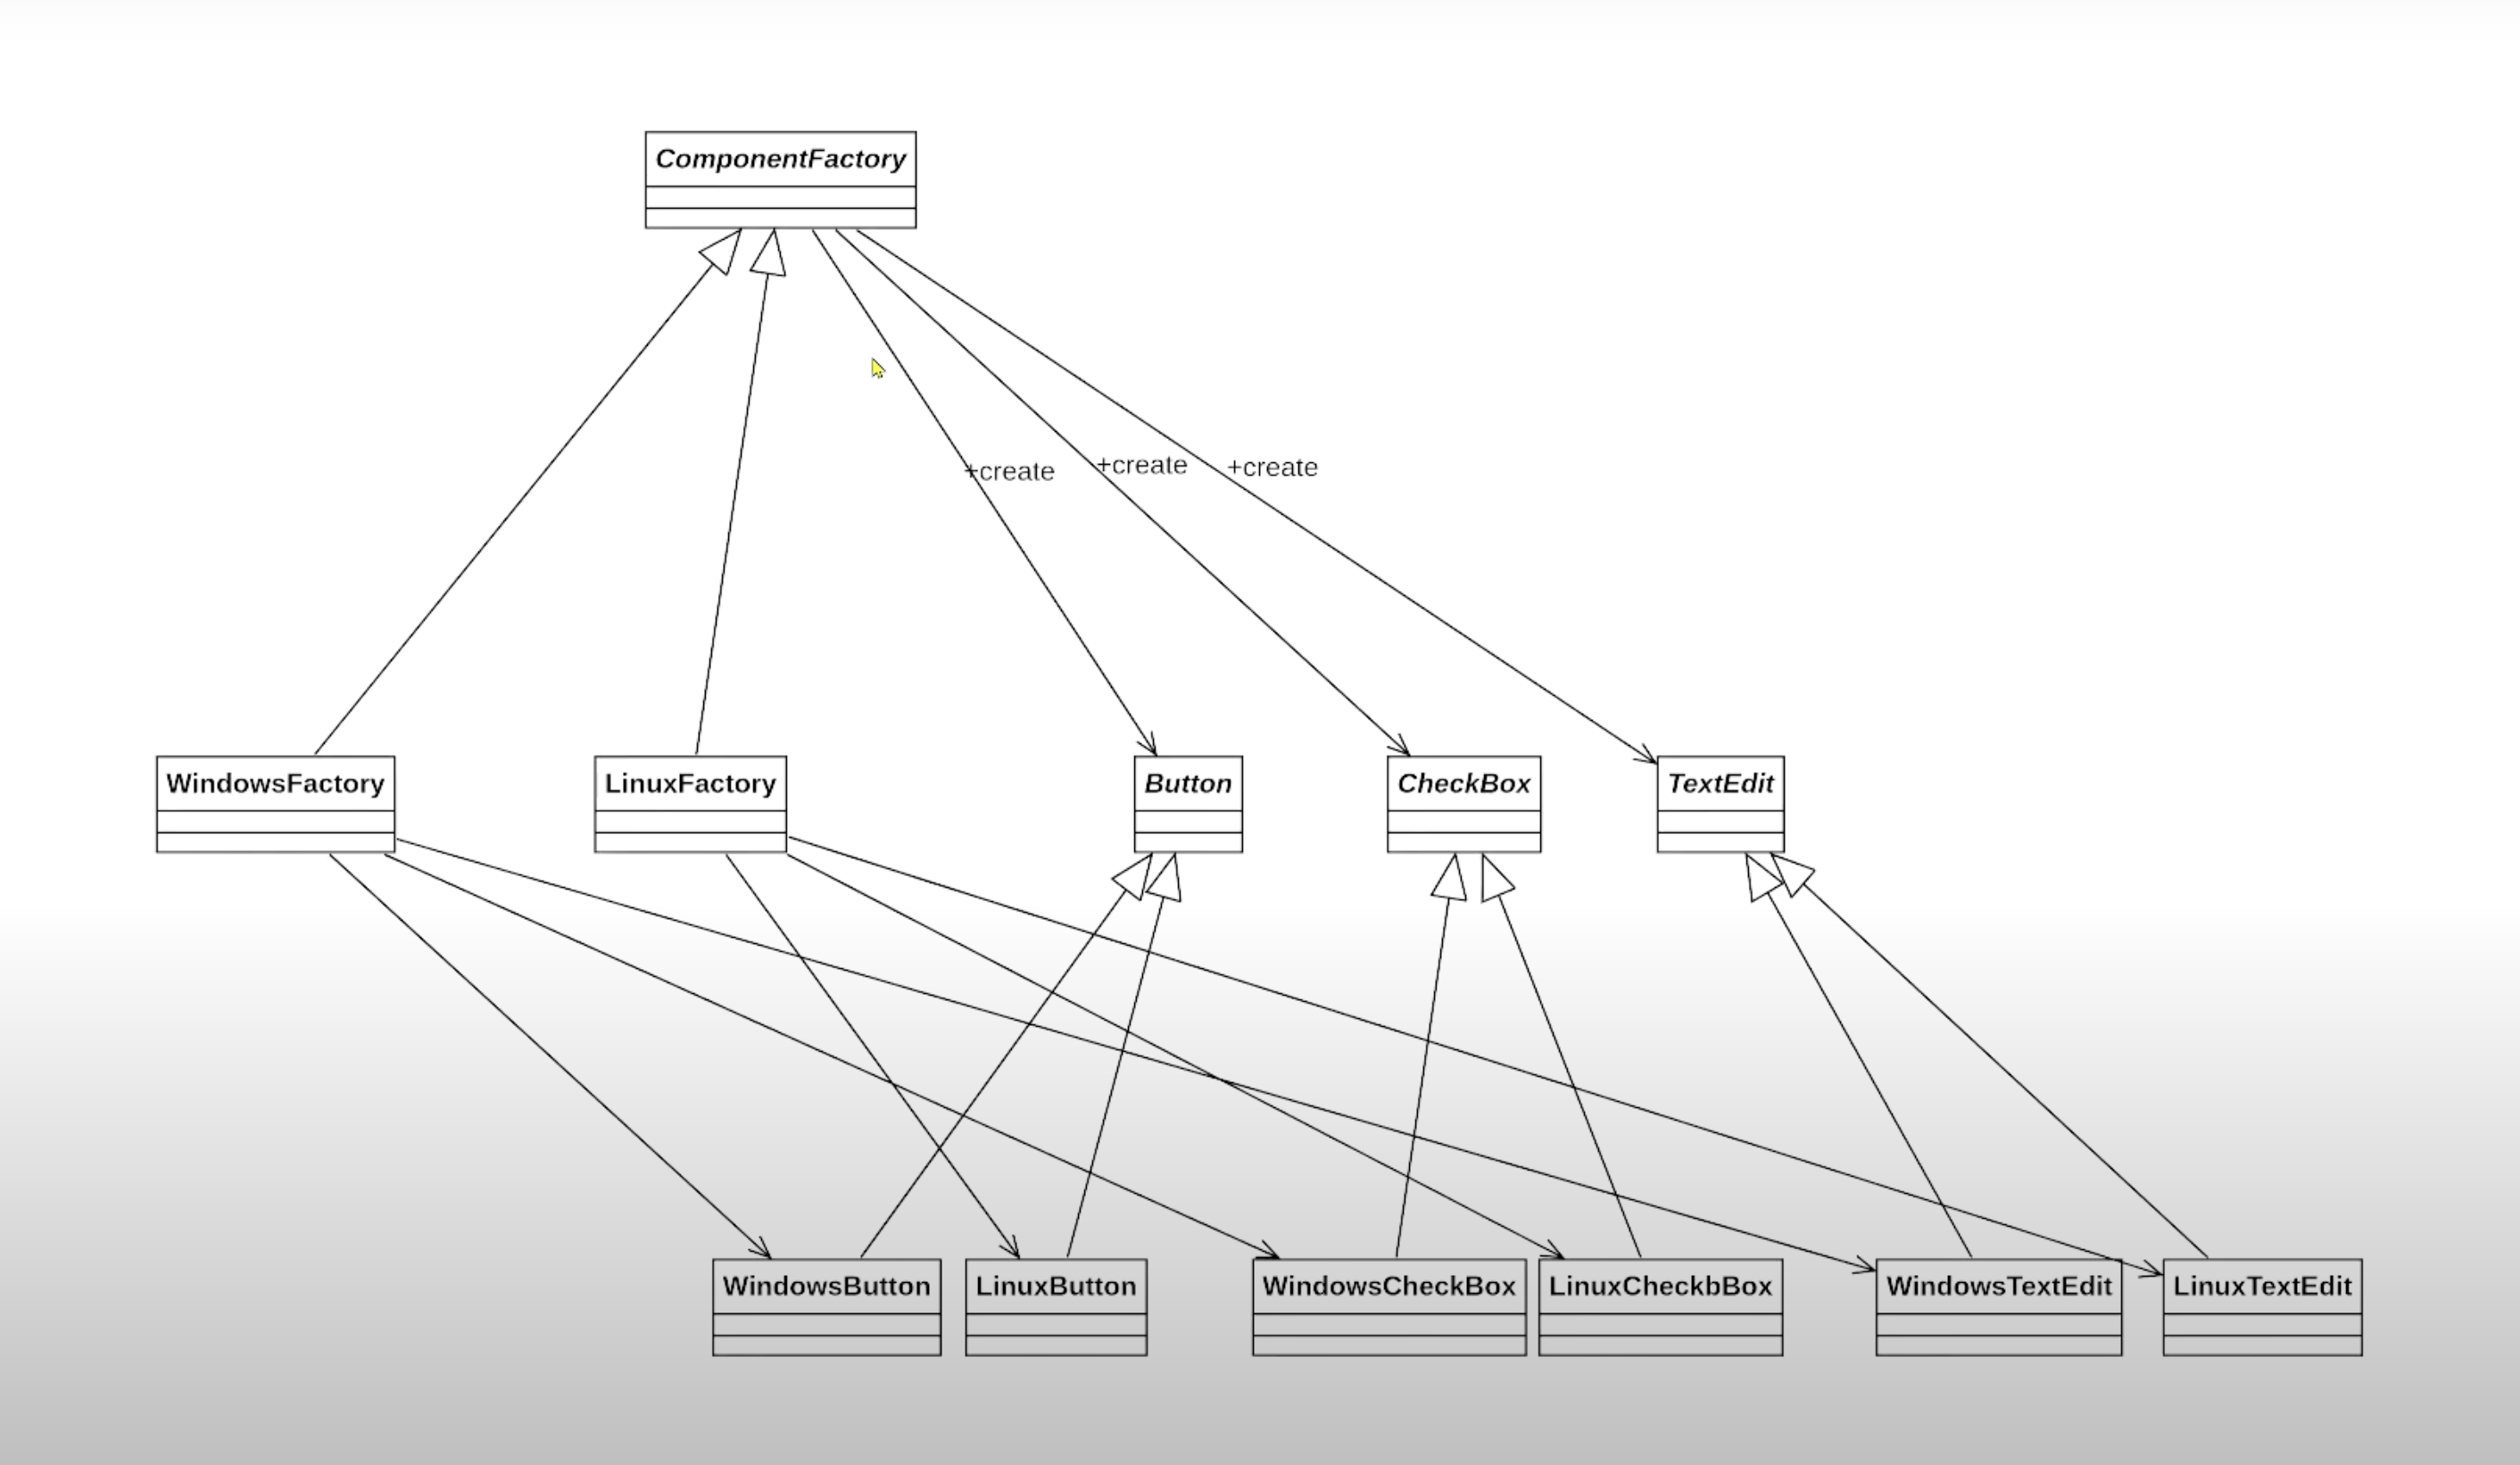 ComponentFactory
+create
+create
+create
WindowsFactory
LinuxFactory
Button
CheckBox
TextEdit
WindowsButton
LinuxButton
WindowsCheckBox
LinuxCheckbBox
WindowsTextEdit
LinuxTextEdit